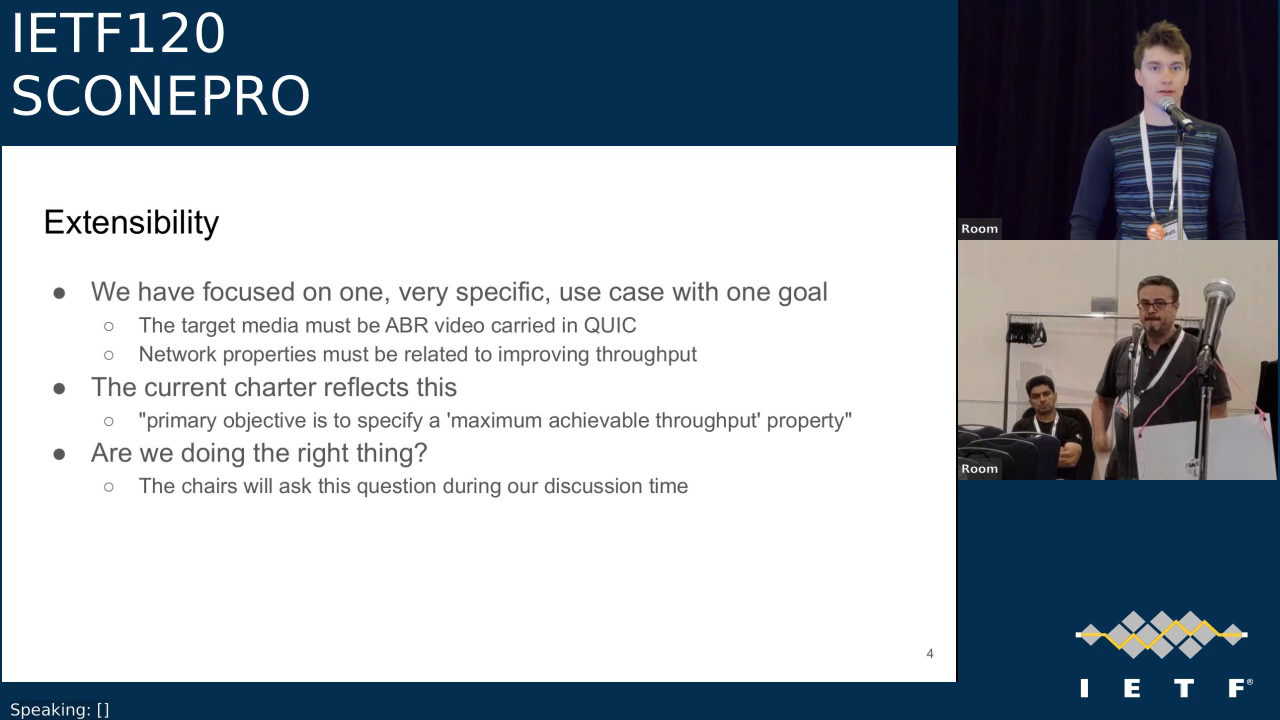 IETF120
SCONEPRO
Extensibility
● We have focused on one, very specific, use case with one goal
○ The target media must be ABR video carried in QUIC
○ Network properties must be related to improving throughput
● The current charter reflects this
○ "primary objective is to specify a 'maximum achievable throughput' property"
● Are we doing the right thing?
○ The chairs will ask this question during our discussion time
4
Room
Room
I E T F®
Speaking: []